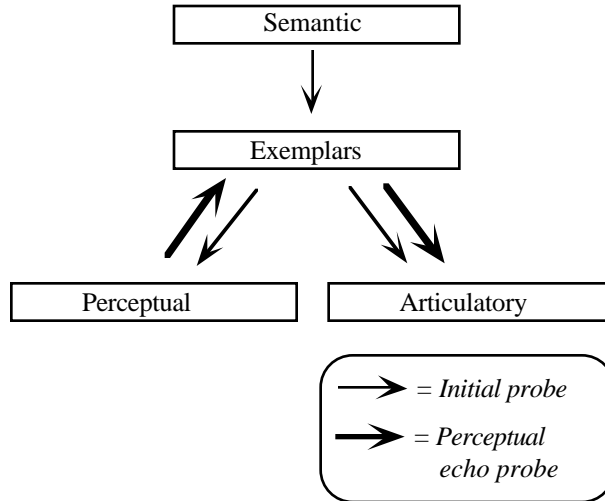 Semantic
Exemplars
Perceptual
Articulatory
= Initial probe
= Perceptual
echo probe